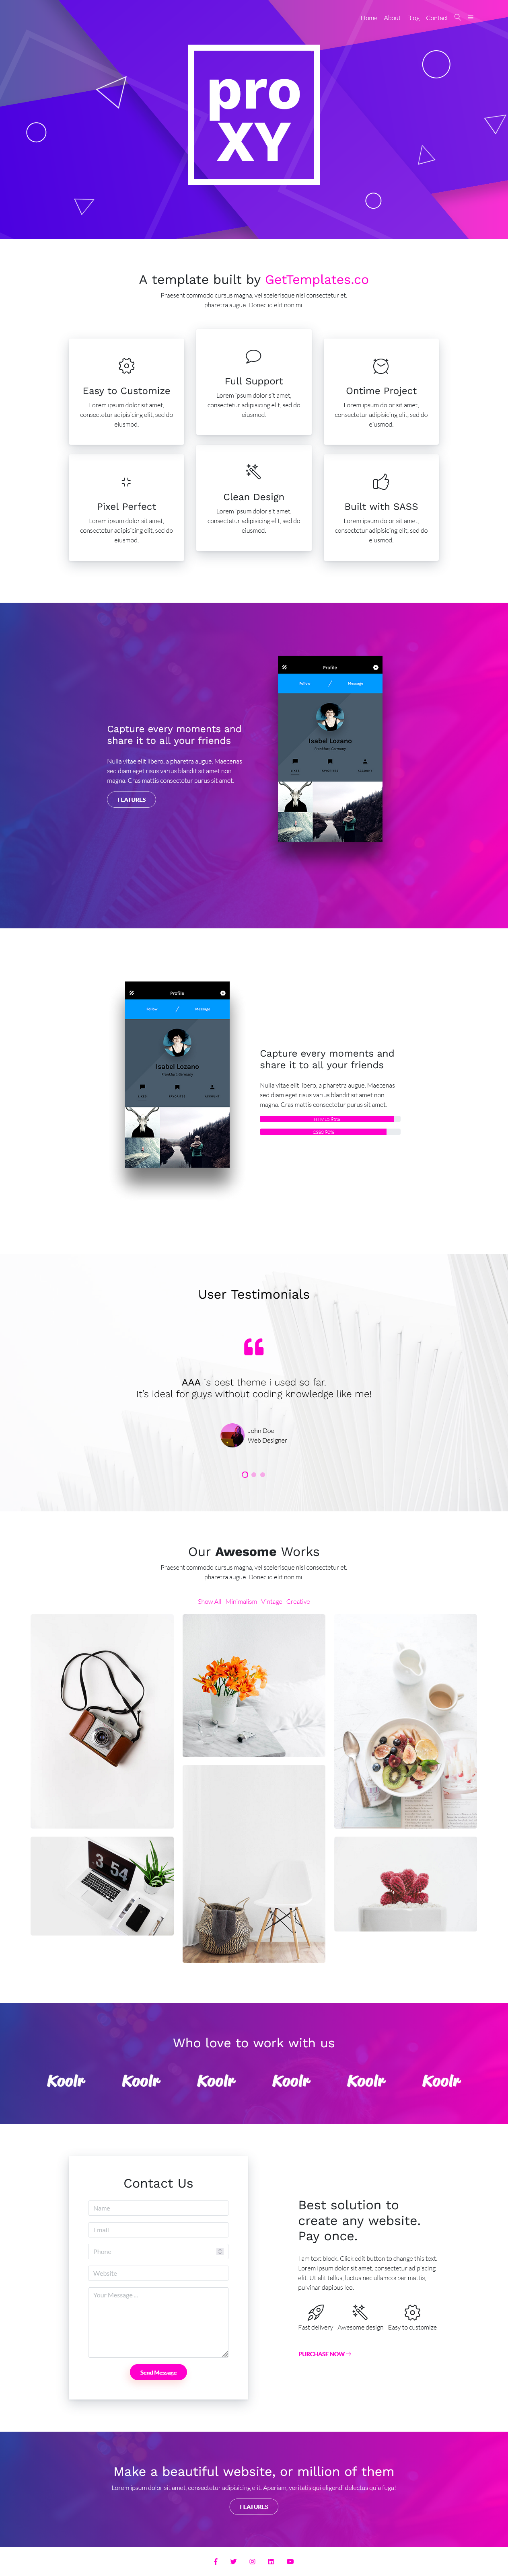 Home About Blog Contact
pro
XY
A template built by GetTemplates.co
Praesent commodo cursus magna, vel scelerisque nisl consectetur et.
pharetra augue. Donec id elit non mi.
Easy to Customize
Lorem ipsum dolor sit amet,
consectetur adipisicing elit, sed do
eiusmod.
Full Support
Lorem ipsum dolor sit amet,
consectetur adipisicing elit, sed do
eiusmod.
Ontime Project
Lorem ipsum dolor sit amet,
consectetur adipisicing elit, sed do
eiusmod.
Pixel Perfect
Lorem ipsum dolor sit amet,
consectetur adipisicing elit, sed do
eiusmod.
Clean Design
Lorem ipsum dolor sit amet,
consectetur adipisicing elit, sed do
eiusmod.
Built with SASS
Lorem ipsum dolor sit amet,
consectetur adipisicing elit, sed do
eiusmod.
Capture every moments and
share it to all your friends
Nulla vitae elit libero, a pharetra augue. Maecenas
sed diam eget risus varius blandit sit amet non
magna. Cras mattis consectetur purus sit amet.
FEATURES
Profile
Follow Message
Isabel Lozano
Frankfurt, Germany
LIKES FAVORITES ACCOUNT
Profile
Follow Message
Isabel Lozano
Frankfurt, Germany
LIKES FAVORITES ACCOUNT
Capture every moments and
share it to all your friends
Nulla vitae elit libero, a pharetra augue. Maecenas
sed diam eget risus varius blandit sit amet non
magna. Cras mattis consectetur purus sit amet.
HTML5 95%
CSS3 90%
User Testimonials
AAA is best theme i used so far.
It's ideal for guys without coding knowledge like me!
John Doe
Web Designer
Our Awesome Works
Praesent commodo cursus magna, vel scelerisque nisl consectetur et.
pharetra augue. Donec id elit non mi.
Show All Minimalism Vintage Creative
3 54
Who love to work with us
Koolr Koolr Koolr Koolr Koolr Koolr
Contact Us
Name
Email
Phone
Website
Your Message ...
Send Message
Best solution to
create any website.
Pay once.
I am text block. Click edit button to change this text.
Lorem ipsum dolor sit amet, consectetur adipiscing
elit. Ut elit tellus, luctus nec ullamcorper mattis,
pulvinar dapibus leo.
Fast delivery Awesome design Easy to customize
PURCHASE NOW
Make a beautiful website, or million of them
Lorem ipsum dolor sit amet, consectetur adipisicing elit. Aperiam, veritatis qui eligendi delectus quia fuga!
FEATURES